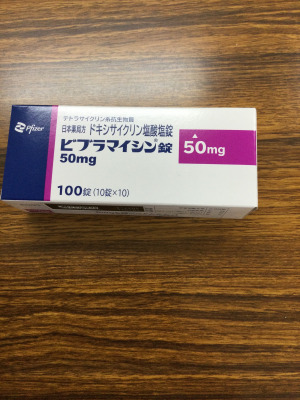 Pfizer
テトラサイクリン系抗生物質
日本薬局方 ドキシサイクリン塩酸塩錠
ビブラマイシン®錠
50mg
50mg
100錠(10錠×10)